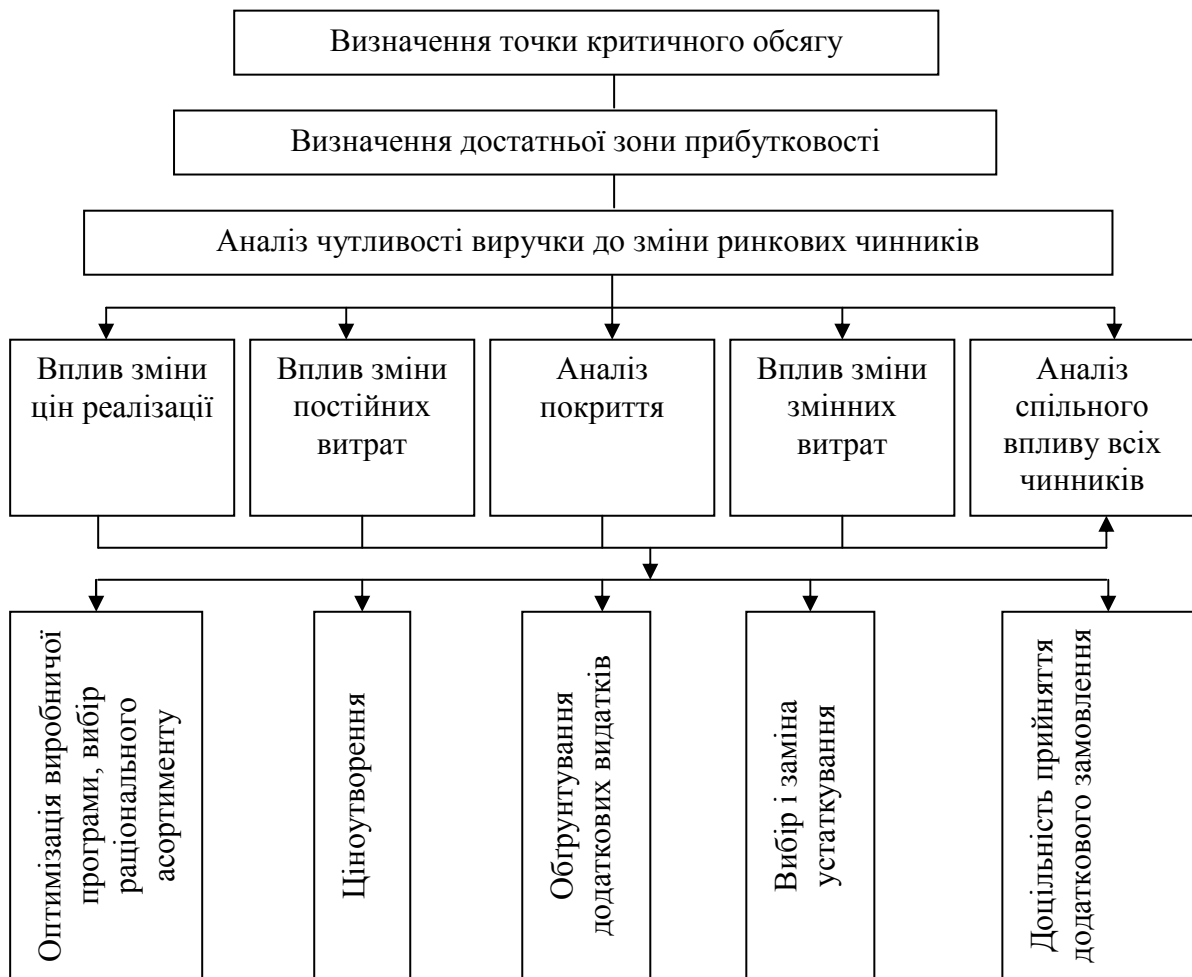 Визначення точки критичного обсягу
Визначення достатньої зони прибутковості
Аналіз чутливості виручки до зміни ринкових чинників
Вплив зміни
цін реалізації
Вплив зміни
постійних
витрат
Аналіз
покриття
Вплив зміни
змінних
витрат
Аналіз
спільного
впливу всіх
чинників
Оптимізація виробничої
програми, вибір
раціонального
асортименту
Ціноутворення
Обґрунтування
додаткових видатків
Вибір і заміна
устаткування
Доцільність прийняття
додаткового замовлення